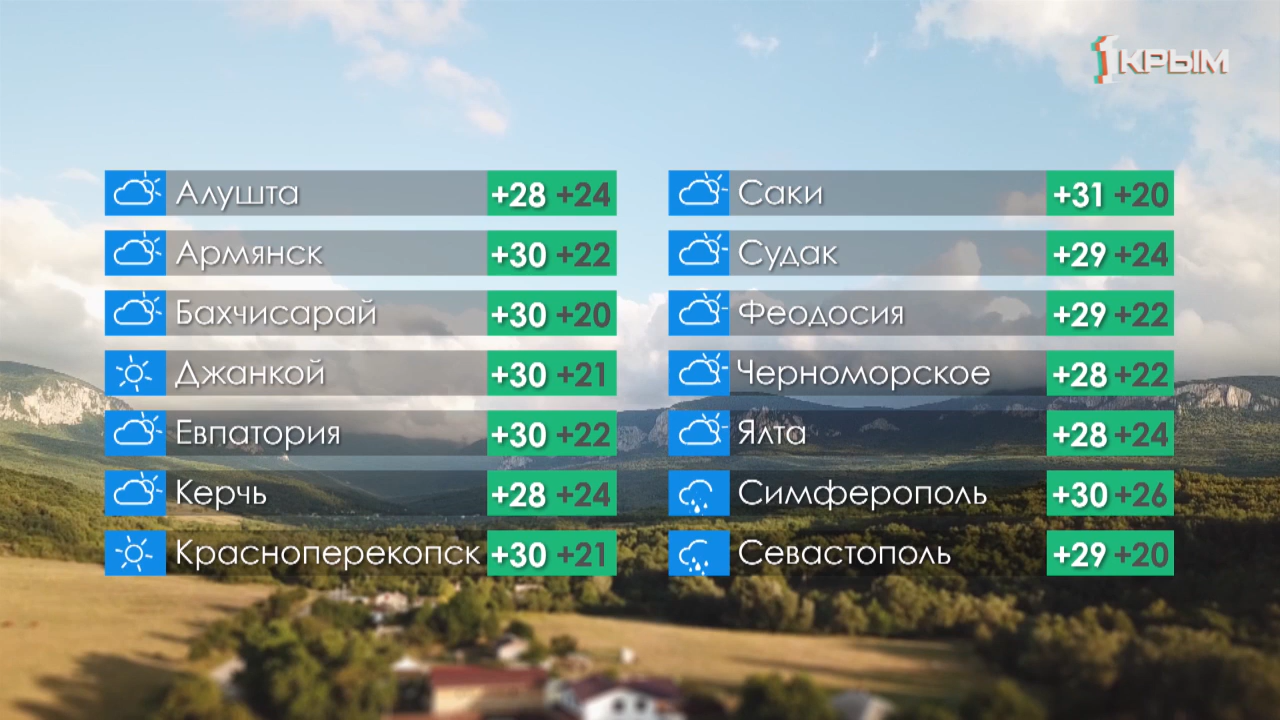 1 КРЫМ
Алушта +28 +24
Армянск +30 +22
Бахчисарай +30 +20
Джанкой +30 +21
Евпатория +30 +22
Керчь +28 +24
Красноперекопск +30 +21
Саки +31 +20
Судак +29 +24
Феодосия +29 +22
Черноморское +28 +22
Ялта +28 +24
Симферополь +30 +26
Севастополь +29 +20